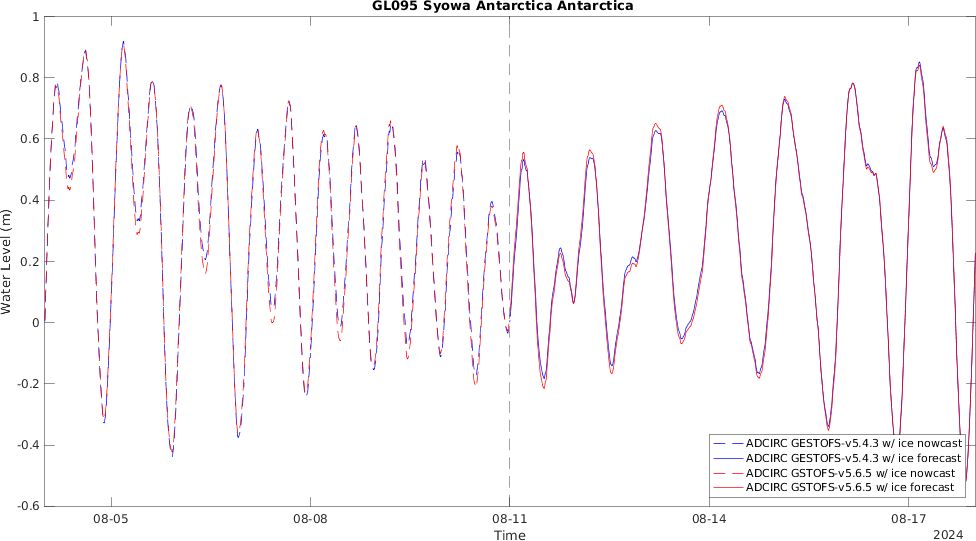 GL095 Syowa Antarctica Antarctica
1
0.8
0.6
0.4
0.2
0
-0.2
-0.4
-0.6
Water Level (m)
ADCIRC GESTOFS-v5.4.3 w/ ice nowcast
ADCIRC GESTOFS-v5.4.3 w/ ice forecast
ADCIRC GSTOFS-v5.6.5 w/ ice nowcast
ADCIRC GSTOFS-v5.6.5 w/ ice forecast
08-05 08-08 08-11 08-14 08-17
Time
2024